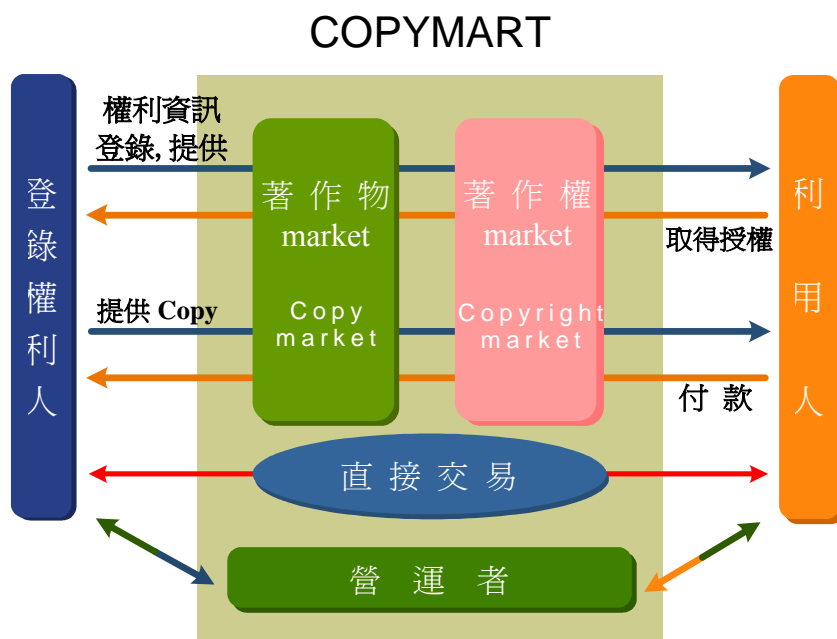 COPYMART
權利資訊
登錄, 提供
登錄權利人
著作物
market
著作權
market
利用人
取得授權
提供 Copy
Copy
market
Copyright
market
付 款
直接交易
營運者